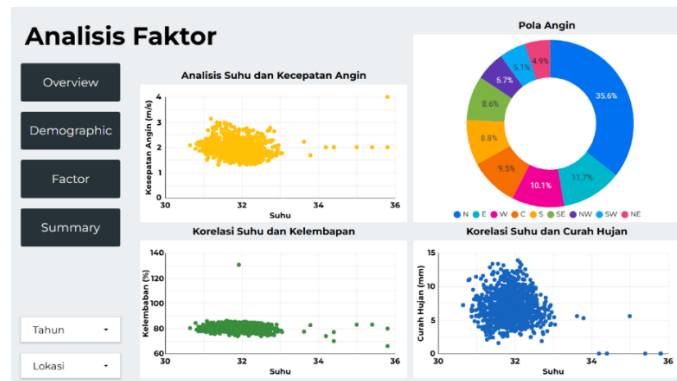 Analisis Faktor
Overview
Demographic
Factor
Summary
Tahun
Lokasi
Analisis Suhu dan Kecepatan Angin
Kesepatan Angin (m/s)
4
3
2
1
0
30
32
34
36
Suhu
Pola Angin
35.6%
11.7%
10.1%
9.5%
8.8%
8.6%
5.7%
5.1%
4.9%
N E W C S SE NW SW NE
Korelasi Suhu dan Kelembapan
Kelembaban (%)
140
120
100
80
60
30
32
34
36
Suhu
Korelasi Suhu dan Curah Hujan
Curah Hujan (mm)
15
10
5
0
30
32
34
36
Suhu